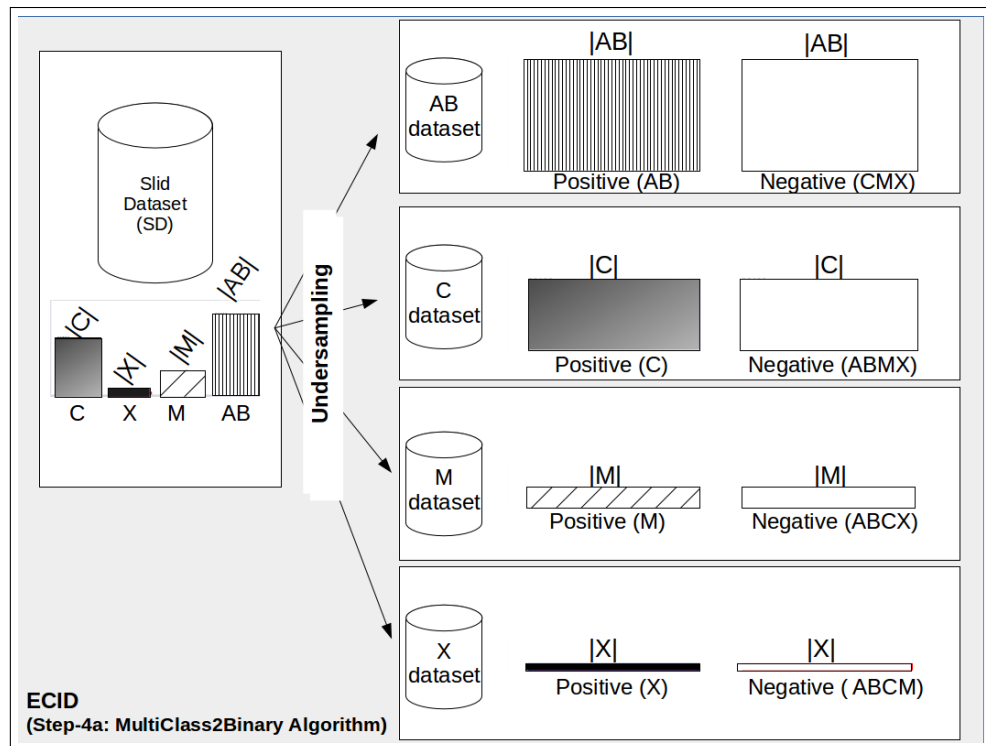 Slid
Dataset
(SD)
|C|
|X|
|M|
|AB|
C X M AB
Undersampling
AB
dataset
|AB| |AB|
Positive (AB) Negative (CMX)
C
dataset
|C| |C|
Positive (C) Negative (ABMX)
M
dataset
|M| |M|
Positive (M) Negative (ABCX)
X
dataset
|X| |X|
Positive (X) Negative ( ABCM)
ECID
(Step-4a: MultiClass2Binary Algorithm)